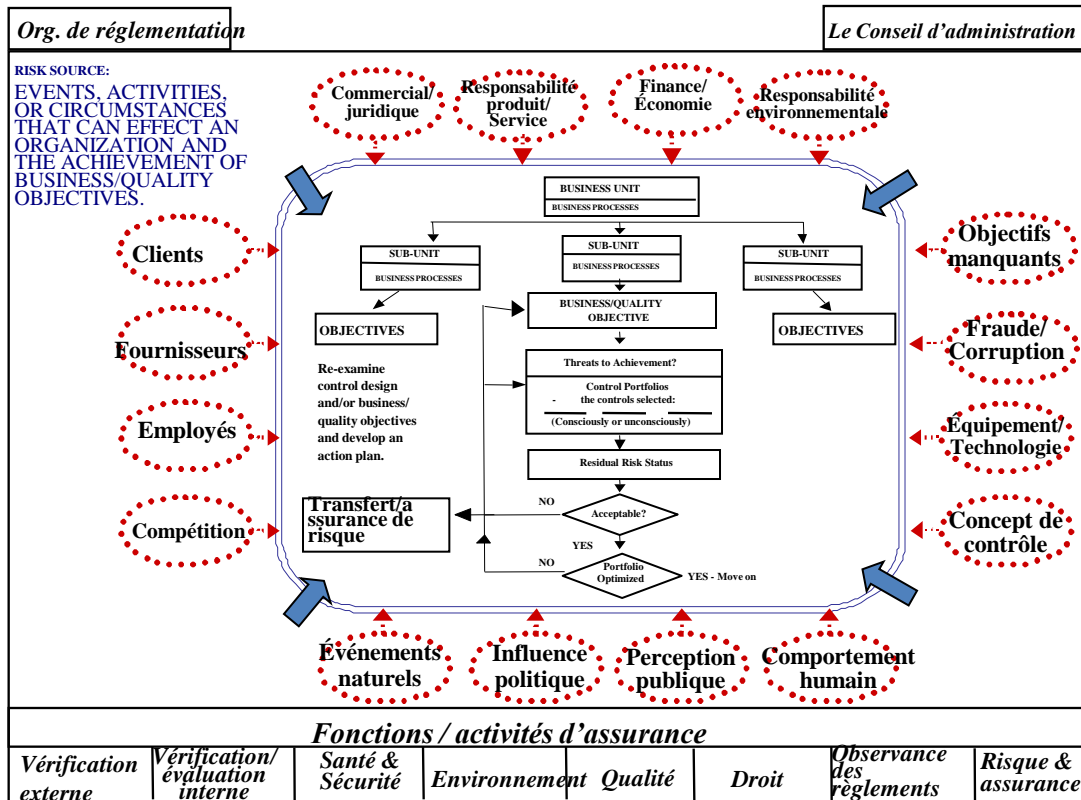 Org. de réglementation
Le Conseil d'administration
RISK SOURCE:
EVENTS, ACTIVITIES,
OR CIRCUMSTANCES
THAT CAN EFFECT AN
ORGANIZATION AND
THE ACHIEVEMENT OF
BUSINESS/QUALITY
OBJECTIVES.
Commercial/
juridique
Responsabilité
produit/
Service
Finance/
Économie
Responsabilité
environnementale
Clients
Fournisseurs
Employés
Compétition
Objectifs
manquants
Fraude/
Corruption
Équipement/
Technologie
Concept de
contrôle
BUSINESS UNIT
BUSINESS PROCESSES
SUB-UNIT
BUSINESS PROCESSES
SUB-UNIT
BUSINESS PROCESSES
SUB-UNIT
BUSINESS PROCESSES
OBJECTIVES
BUSINESS/QUALITY
OBJECTIVE
OBJECTIVES
Re-examine
control design
and/or business/
quality objectives
and develop an
action plan.
Threats to Achievement?
Control Portfolios
- the controls selected:
(Consciously or unconsciously)
Residual Risk Status
Transfert/a
ssurance de
risque
NO
Acceptable?
YES
NO
Portfolio
Optimized
YES - Move on
Événements
naturels
Influence
politique
Perception
publique
Comportement
humain
Fonctions / activités d'assurance
Vérification
externe
Vérification/
évaluation
interne
Santé &
Sécurité
Environnement
Qualité
Droit
Observance
des
règlements
Risque &
assurance